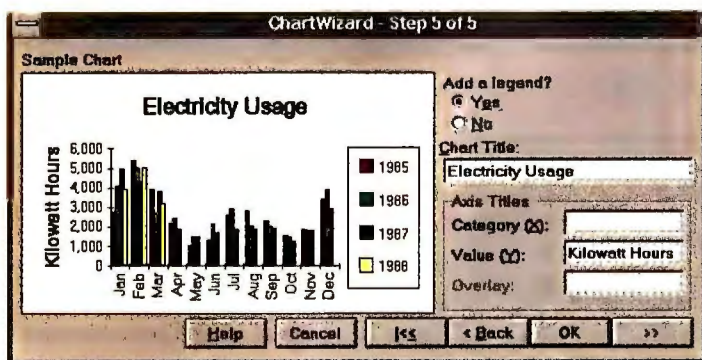 ChartWizard - Step 5 of 5
Sample Chart
Electricity Usage
Kilowatt Hours
6,000
5,000
4,000
3,000
2,000
1,000
0
Jan
Feb
Mar
Apr
May
Jun
Jul
Aug
Sep
Oct
Nov
Dec
1985
1986
1987
1988
Add a legend?
Yes
No
Chart Title:
Electricity Usage
Axis Titles
Category (X):
Value (Y):
Kilowatt Hours
Overlay:
Help
Cancel
|<<
< Back
OK
>>